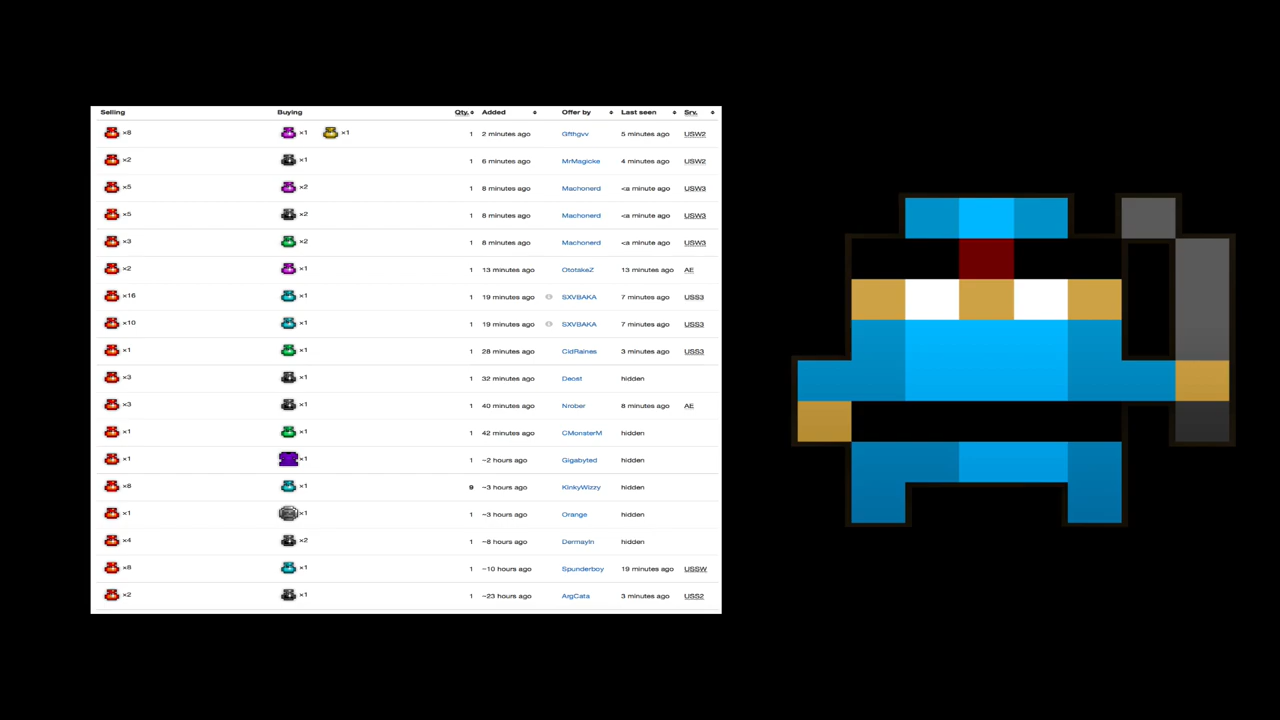 Selling Buying Qty. Added Offer by Last seen Srv.
×8 ×1 ×1 1 2 minutes ago Gfthgvv 5 minutes ago USW2
×2 ×1 1 6 minutes ago MrMagicke 4 minutes ago USW2
×5 ×2 1 8 minutes ago Machonerd <a minute ago USW3
×5 ×2 1 8 minutes ago Machonerd <a minute ago USW3
×3 ×2 1 8 minutes ago Machonerd <a minute ago USW3
×2 ×1 1 13 minutes ago OtotakeZ 13 minutes ago AE
×16 ×1 1 19 minutes ago SXVBAKA 7 minutes ago USS3
×10 ×1 1 19 minutes ago SXVBAKA 7 minutes ago USS3
×1 ×1 1 28 minutes ago CidRaines 3 minutes ago USS3
×3 ×1 1 32 minutes ago Deost hidden
×3 ×1 1 40 minutes ago Nrober 8 minutes ago AE
×1 ×1 1 42 minutes ago CMonsterM hidden
×1 ×1 1 ~2 hours ago Gigabyted hidden
×8 ×1 9 ~3 hours ago KinkyWizzy hidden
×1 ×1 1 ~3 hours ago Orange hidden
×4 ×2 1 ~8 hours ago DermayIn hidden
×8 ×1 1 ~10 hours ago Spunderboy 19 minutes ago USSW
×2 ×1 1 ~23 hours ago ArgCata 3 minutes ago USS2